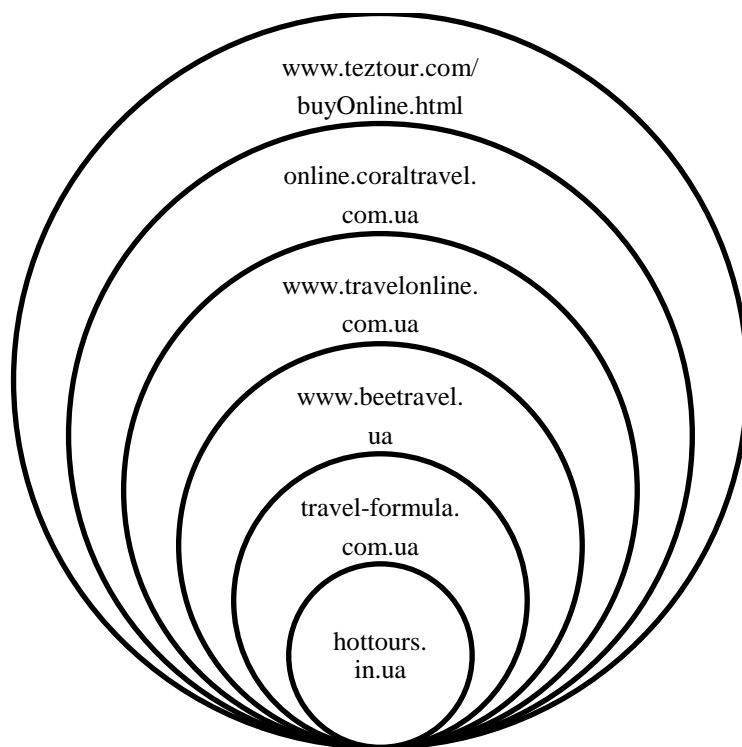 www.teztour.com/
buyOnline.html
online.coraltravel.
com.ua
www.travelonline.
com.ua
www.beetravel.
ua
travel-formula.
com.ua
hottours.
in.ua